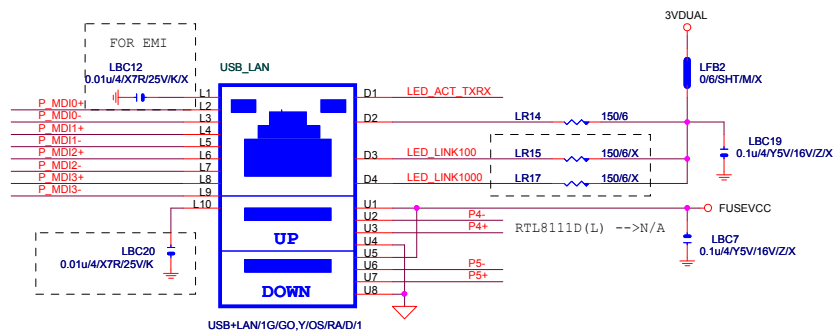 3VDUAL
FOR EMI
LBC12
0.01u/4/X7R/25V/K/X
USB_LAN
LFB2
0/6/SHT/M/X
L1
D1
LED_ACT_TXRX
P_MDI0+
L2
P_MDI0-
L3
D2
LR14
150/6
P_MDI1+
L4
P_MDI1-
L5
LBC19
0.1u/4/Y5V/16V/Z/X
P_MDI2+
L6
D3
LED_LINK100
LR15
150/6/X
P_MDI2-
L7
P_MDI3+
L8
D4
LED_LINK1000
LR17
150/6/X
P_MDI3-
L9
L10
U1
FUSEVCC
U2
P4-
U3
P4+
RTL8111D(L) -->N/A
UP
U4
LBC7
0.1u/4/Y5V/16V/Z/X
LBC20
0.01u/4/X7R/25V/K
U5
U6
P5-
U7
P5+
DOWN
U8
USB+LAN/1G/GO,Y/OS/RA/D/1